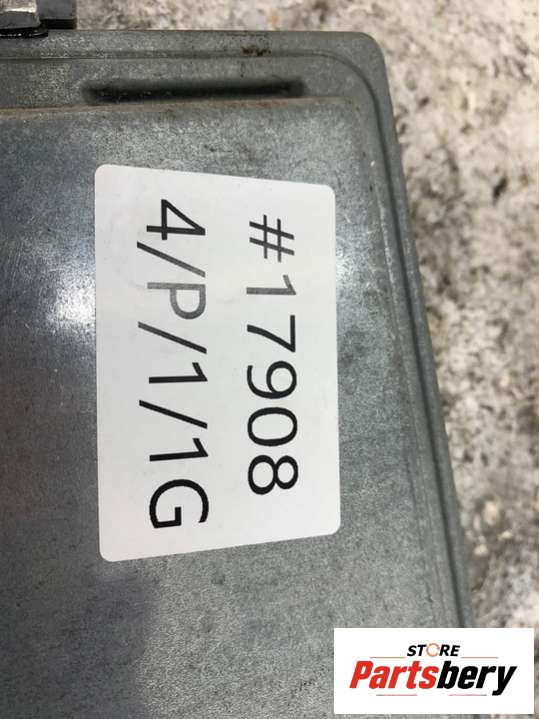 #17908
4/P/1/1G
STORE
Partsbery